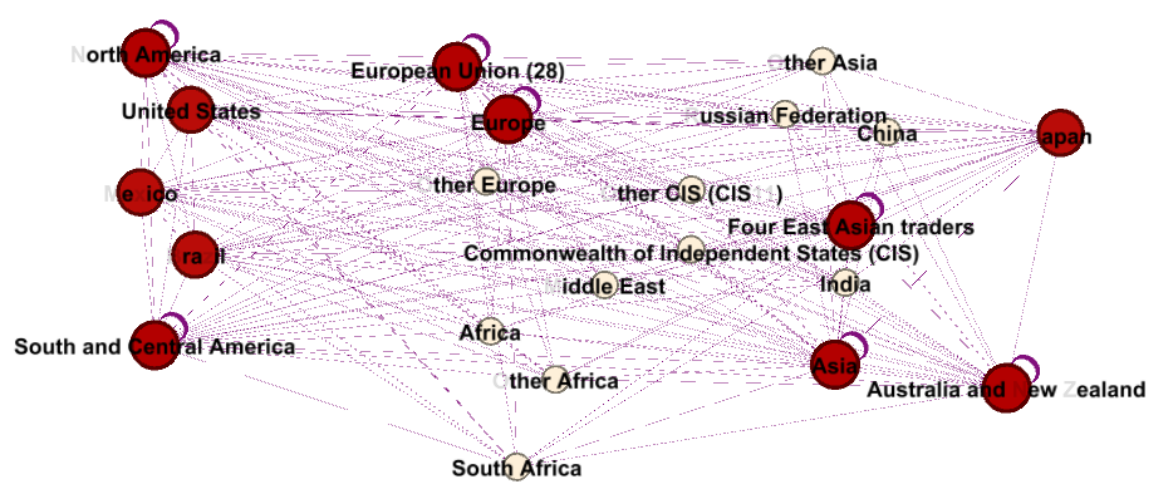 North America
European Union (28)
Other Asia
United States
Europe
Russian Federation
China
Japan
Mexico
Other Europe
Other CIS (CIS 11)
Four East Asian traders
Brazil
Commonwealth of Independent States (CIS)
Middle East
India
Africa
South and Central America
Asia
Other Africa
Australia and New Zealand
South Africa